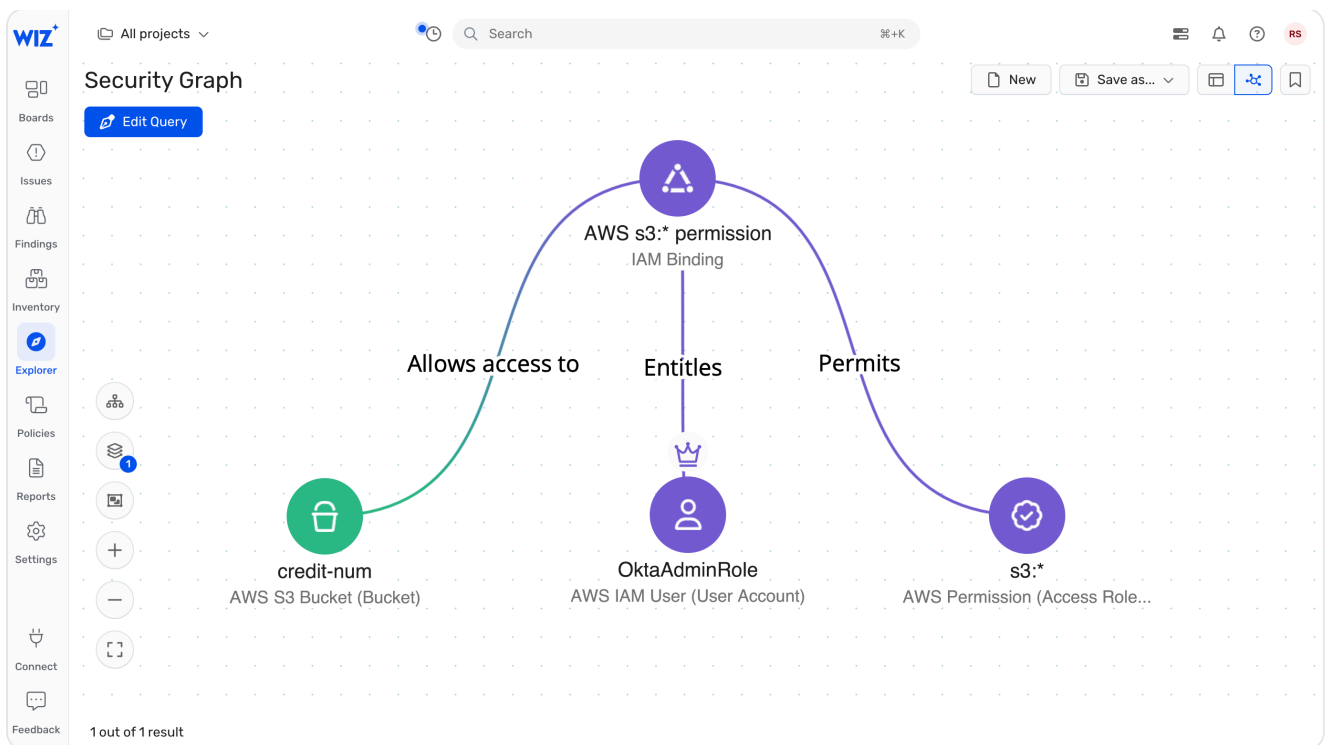 WIZ
All projects
Search
⌘+K
RS
Security Graph
New
Save as...
Edit Query
Boards
Issues
Findings
Inventory
Explorer
Policies
Reports
Settings
Connect
Feedback
AWS s3:* permission
IAM Binding
Allows access to
Entitles
Permits
1
credit-num
AWS S3 Bucket (Bucket)
OktaAdminRole
AWS IAM User (User Account)
s3:*
AWS Permission (Access Role...
1 out of 1 result